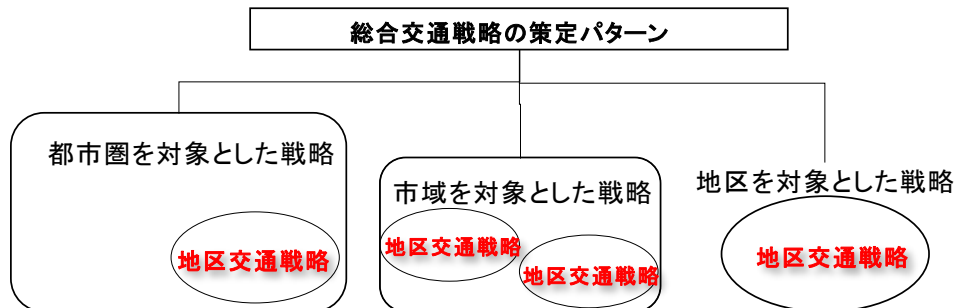 総合交通戦略の策定パターン
都市圏を対象とした戦略
地区交通戦略
市域を対象とした戦略
地区交通戦略
地区交通戦略
地区を対象とした戦略
地区交通戦略